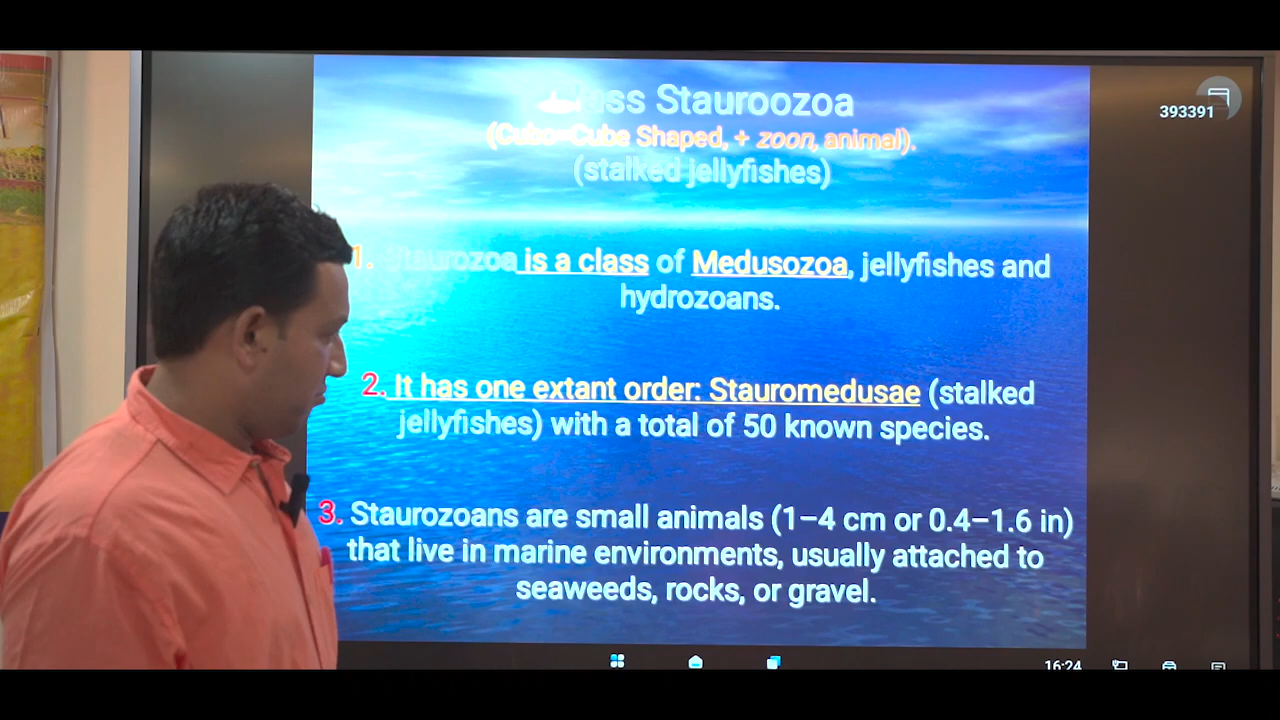 ass Stauroozoa
393391
(Cubo=Cube Shaped, + zoon, animal).
(stalked jellyfishes)
1. Staurozoa is a class of Medusozoa, jellyfishes and
hydrozoans.
2. It has one extant order: Stauromedusae (stalked
jellyfishes) with a total of 50 known species.
3. Staurozoans are small animals (1–4 cm or 0.4–1.6 in)
that live in marine environments, usually attached to
seaweeds, rocks, or gravel.
16:24